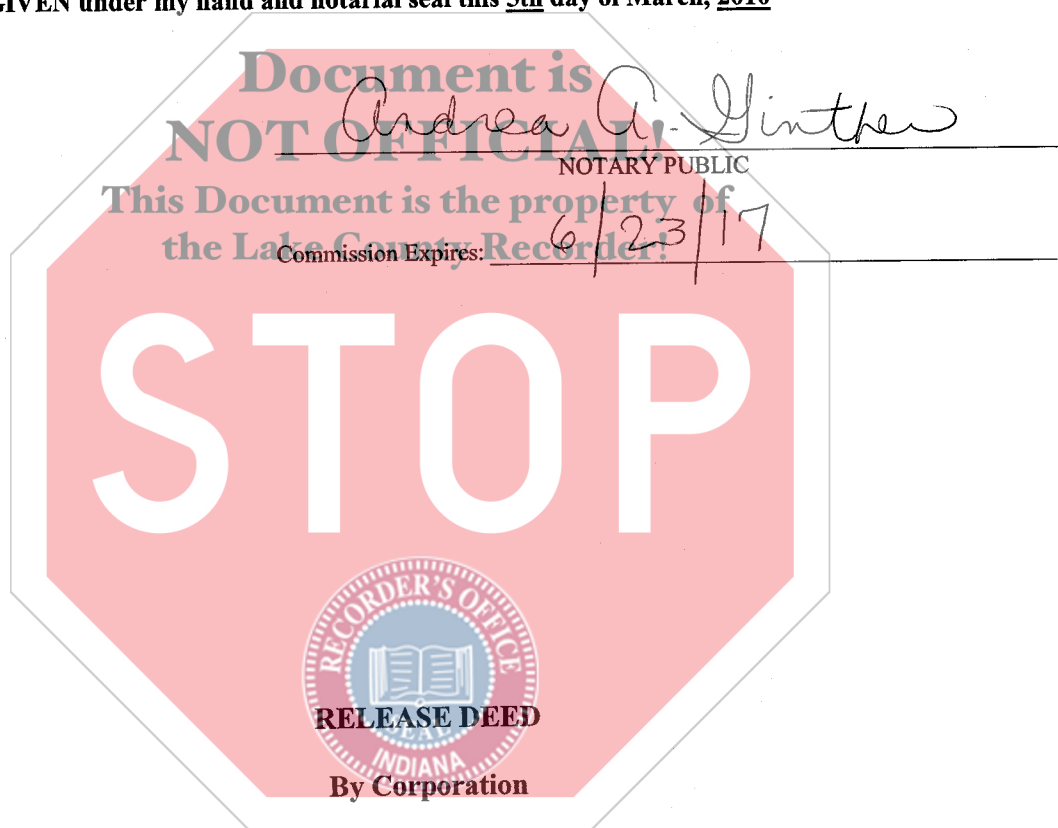 GIVEN under my hand and notarial seal this 5th day of March, 2010
Document is
Andrea A. Ginther
NOT OFFICIAL!
NOTARY PUBLIC
This Document is the property of
6/23/17
the Lake County Recorder!
Commission Expires:
STOP
RECORDER'S OFFICE
SEAL
INDIANA
RELEASE DEED
By Corporation